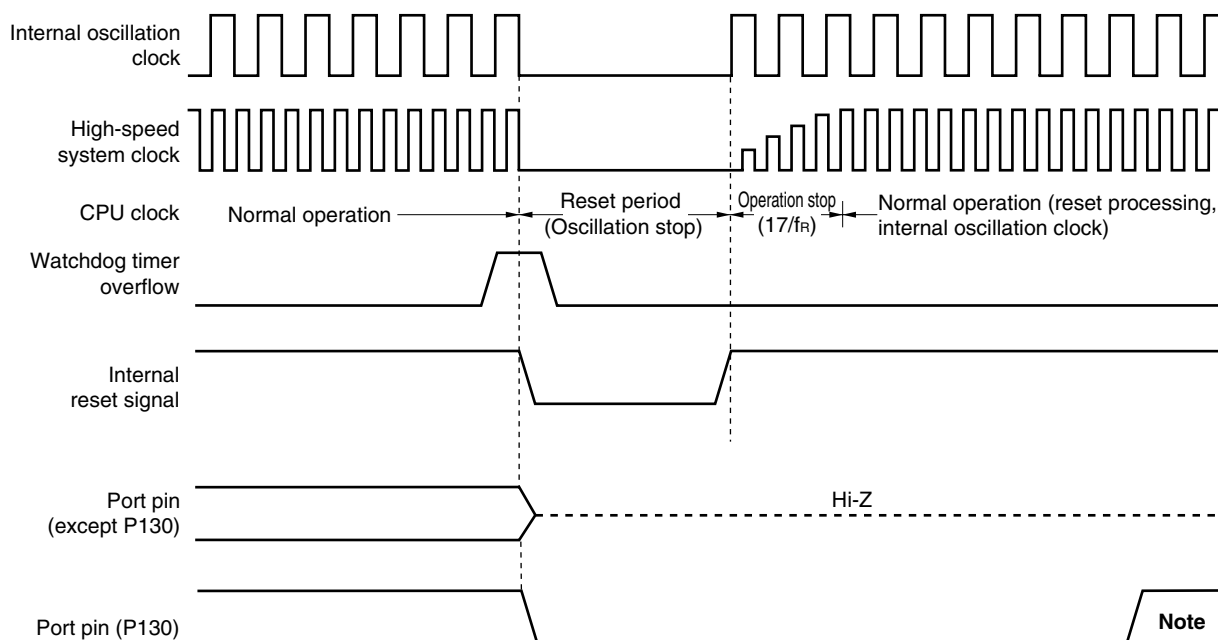 Internal oscillation
clock
High-speed
system clock
CPU clock
Normal operation
Reset period
(Oscillation stop)
Operation stop
(17/fR)
Normal operation (reset processing,
internal oscillation clock)
Watchdog timer
overflow
Internal
reset signal
Port pin
(except P130)
Hi-Z
Port pin (P130)
Note